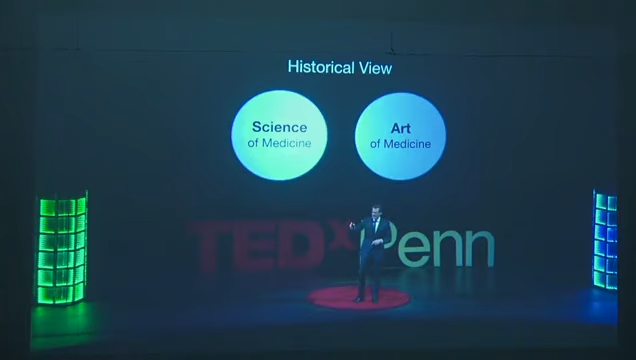 Historical View
Science
of Medicine
Art
of Medicine
TEDxPenn